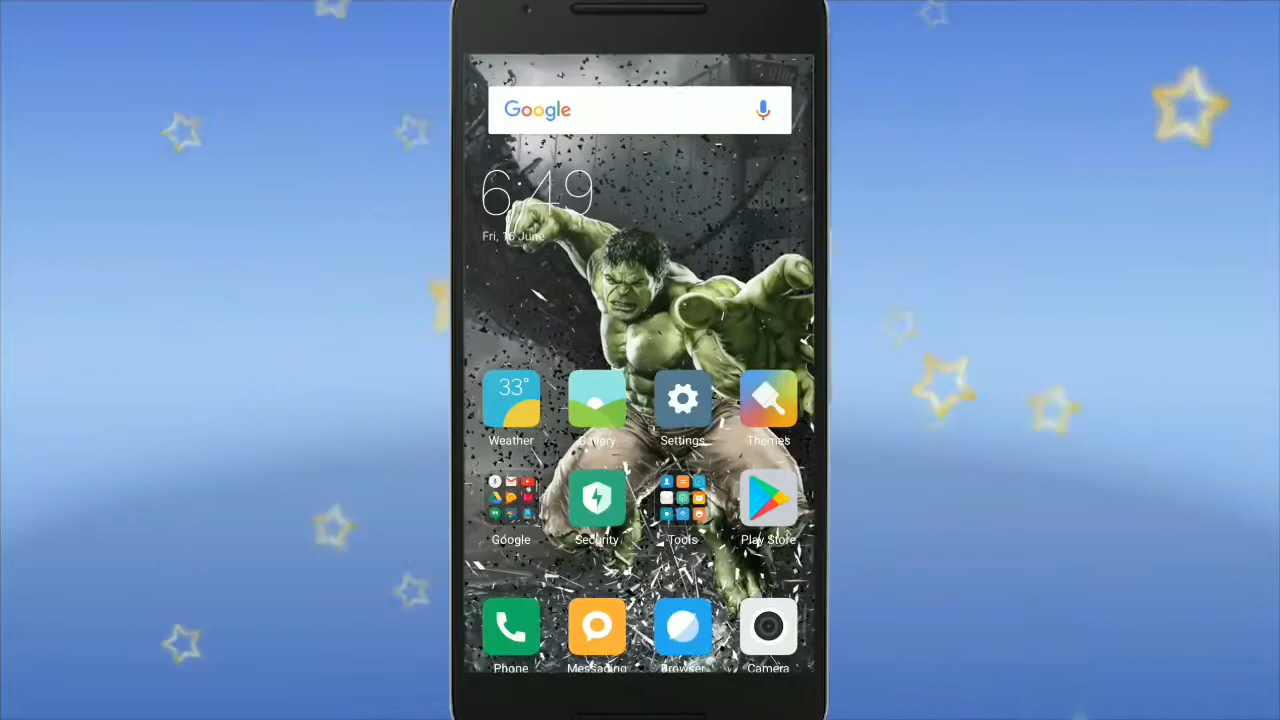 Google
6:49
Fri, 16 June
33°
Weather Gallery Settings Themes
Google Security Tools Play Store
Phone Messaging Browser Camera